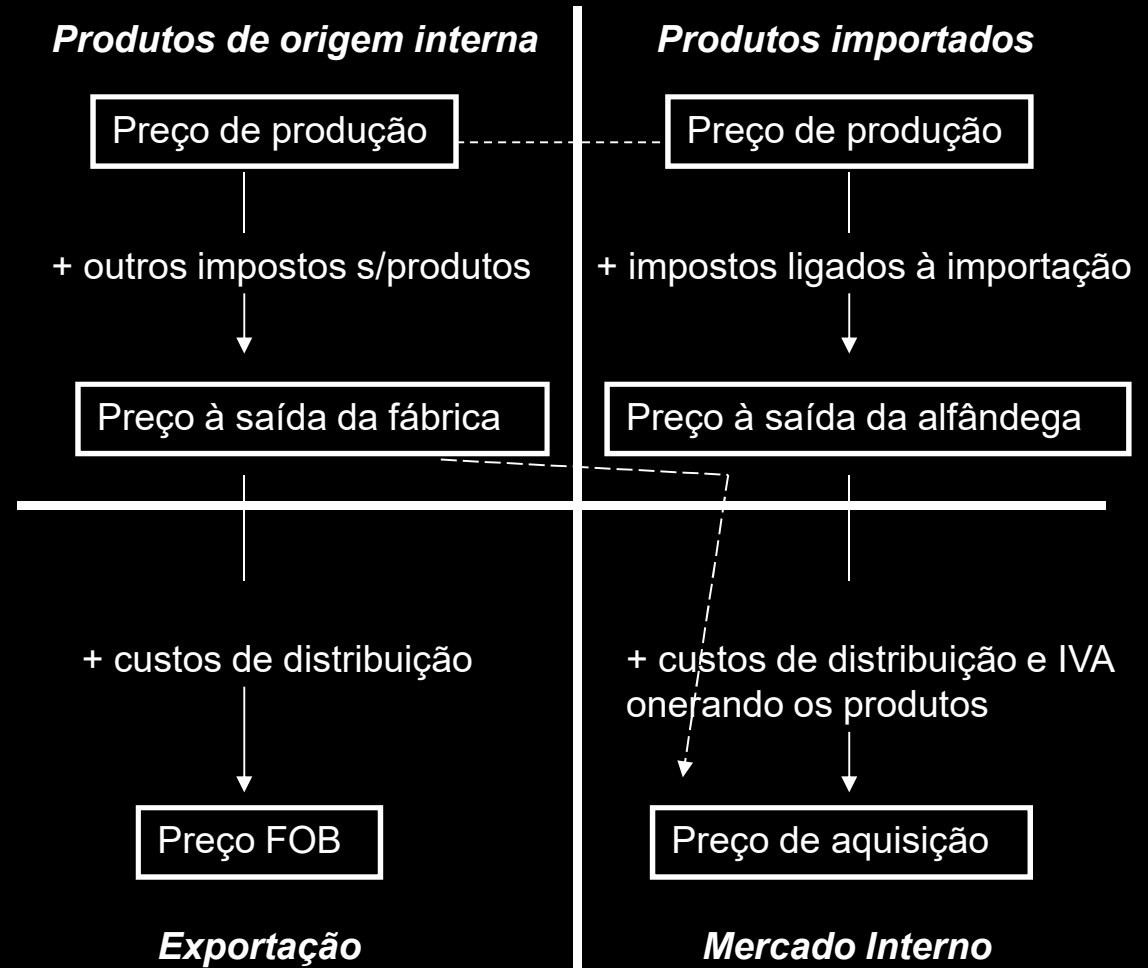 Produtos de origem interna
Produtos importados
Preço de produção
Preço de produção
+ outros impostos s/produtos
+ impostos ligados à importação
Preço à saída da fábrica
Preço à saída da alfândega
+ custos de distribuição
+ custos de distribuição e IVA
onerando os produtos
Preço FOB
Preço de aquisição
Exportação
Mercado Interno